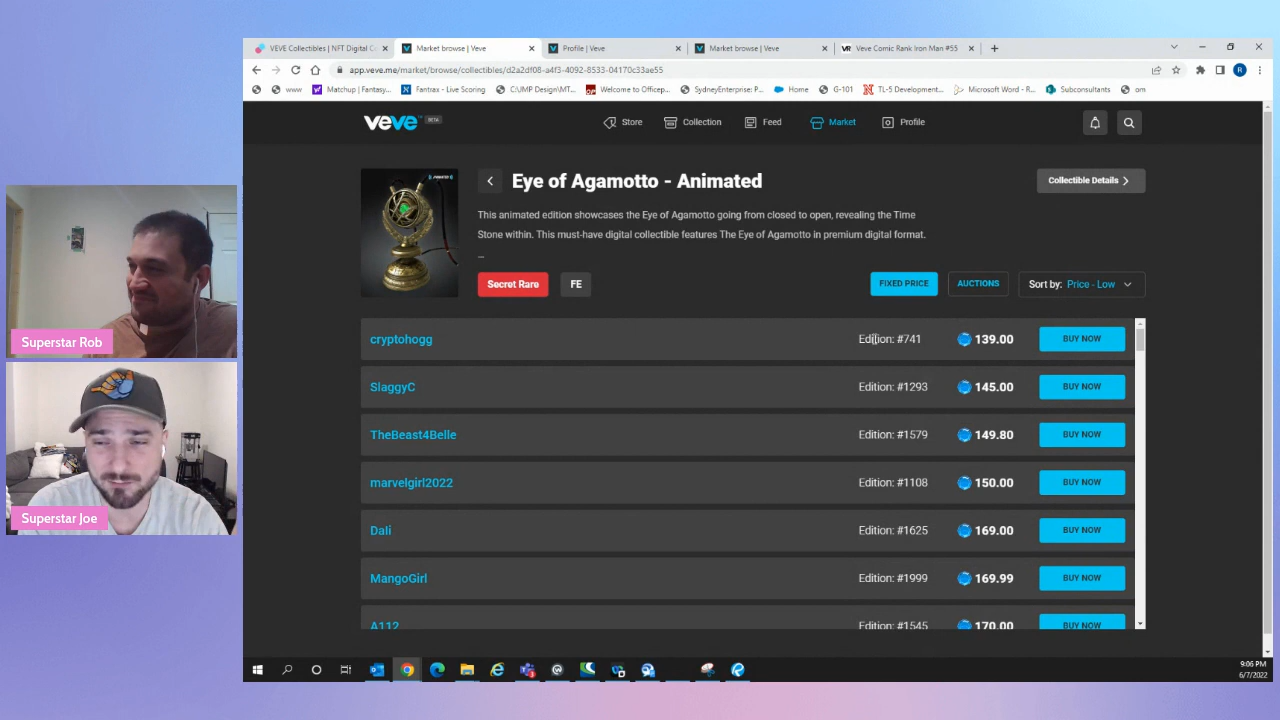 VEVE Collectibles | NFT Digital Co
Market browse | Veve
Profile | Veve
Market browse | Veve
VR Veve Comic Rank Iron Man #55
app.veve.me/market/browse/collectibles/d2a2df08-a4f3-4092-8533-04170c33ae55
www
Matchup | Fantasy...
Fantrax - Live Scoring
C:\JMP Design\MT...
Welcome to Officep...
SydneyEnterprise: P...
Home
G-101
TL-5 Development...
Microsoft Word - R...
Subconsultants
om
veve BETA
Store
Collection
Feed
Market
Profile
Eye of Agamotto - Animated
Collectible Details
This animated edition showcases the Eye of Agamotto going from closed to open, revealing the Time
Stone within. This must-have digital collectible features The Eye of Agamotto in premium digital format.
...
Secret Rare
FE
FIXED PRICE
AUCTIONS
Sort by: Price - Low
cryptohogg Edition: #741 139.00 BUY NOW
SlaggyC Edition: #1293 145.00 BUY NOW
TheBeast4Belle Edition: #1579 149.80 BUY NOW
marvelgirl2022 Edition: #1108 150.00 BUY NOW
Dali Edition: #1625 169.00 BUY NOW
MangoGirl Edition: #1999 169.99 BUY NOW
A112 Edition: #1545 170.00 BUY NOW
Superstar Rob
Superstar Joe
9:06 PM
6/7/2022